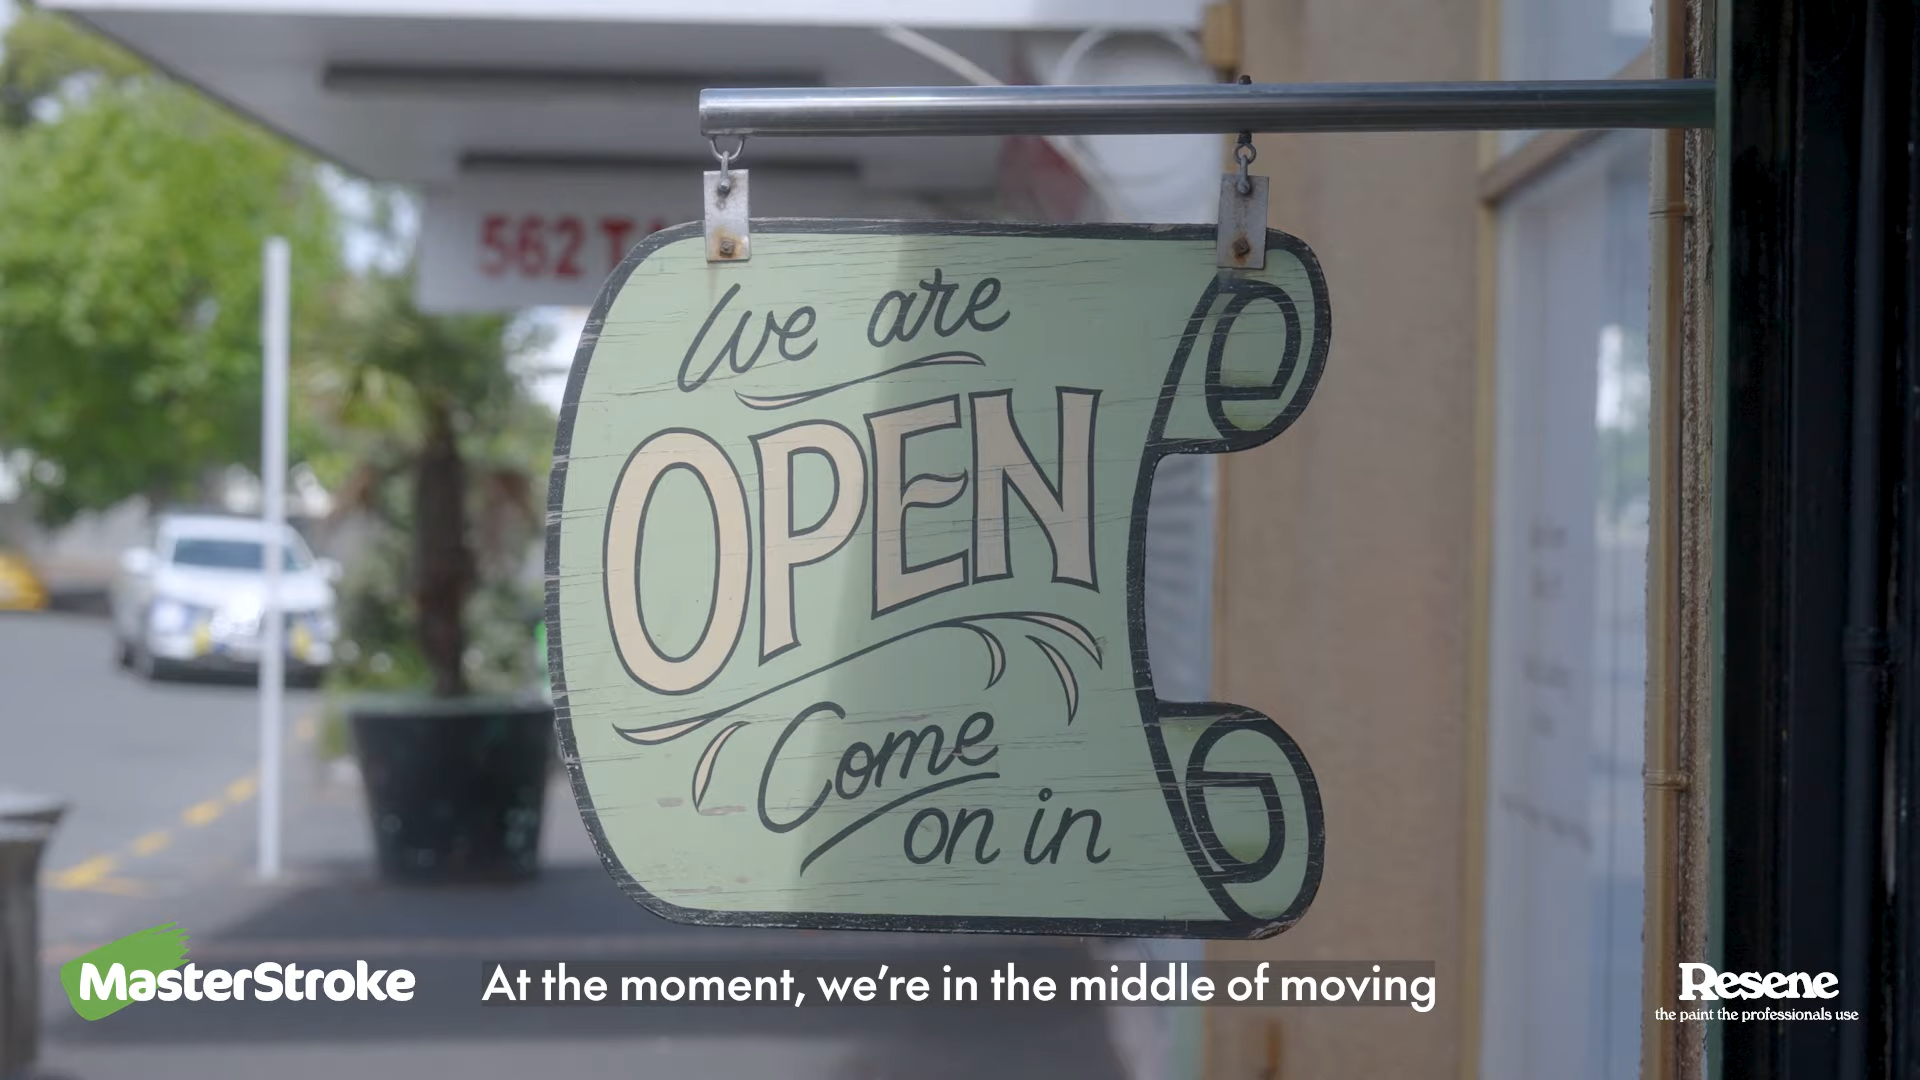 562 T
We are
OPEN
Come
on in
MasterStroke
At the moment, we're in the middle of moving
Resene
the paint the professionals use